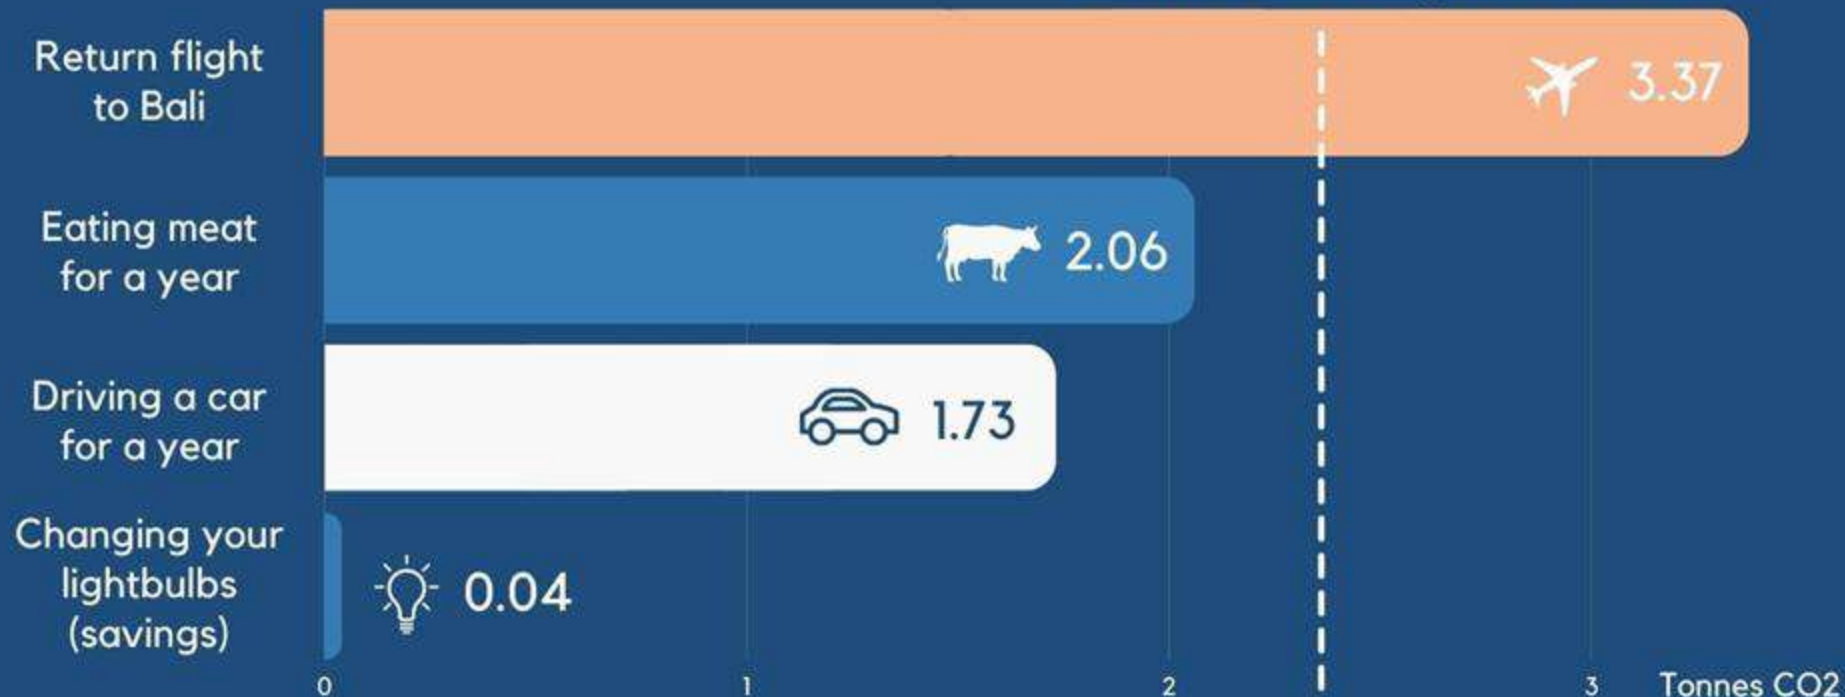 Return flight
to Bali
3.37
Eating meat
for a year
2.06
Driving a car
for a year
1.73
Changing your
lightbulbs
(savings)
0.04
0
1
2
3
Tonnes CO2